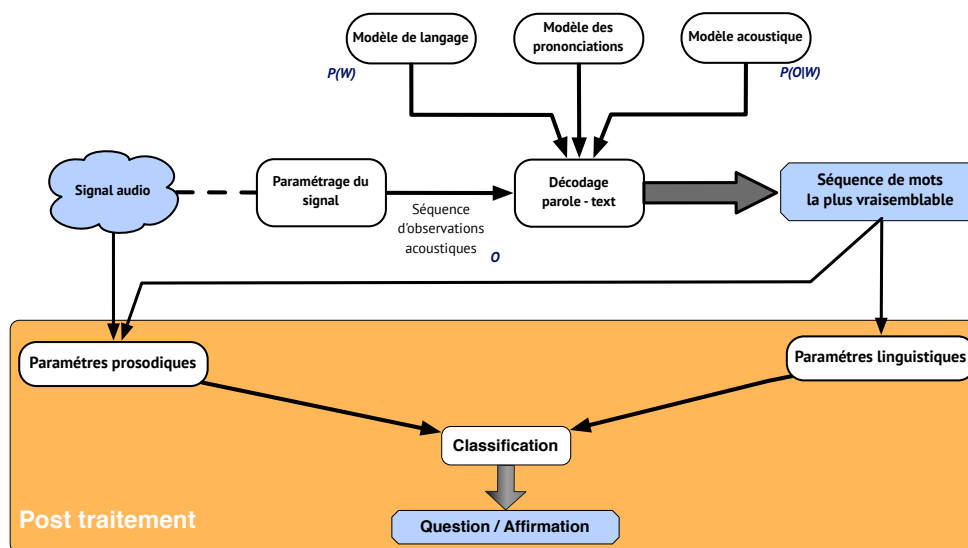 Modèle de langage
Modèle des
prononciations
Modèle acoustique
P(W)
P(O|W)
Signal audio
Paramétrage du
signal
Décodage
parole - text
Séquence de mots
la plus vraisemblable
Séquence
d'observations
acoustiques
O
Paramétres prosodiques
Paramétres linguistiques
Classification
Post traitement
Question / Affirmation